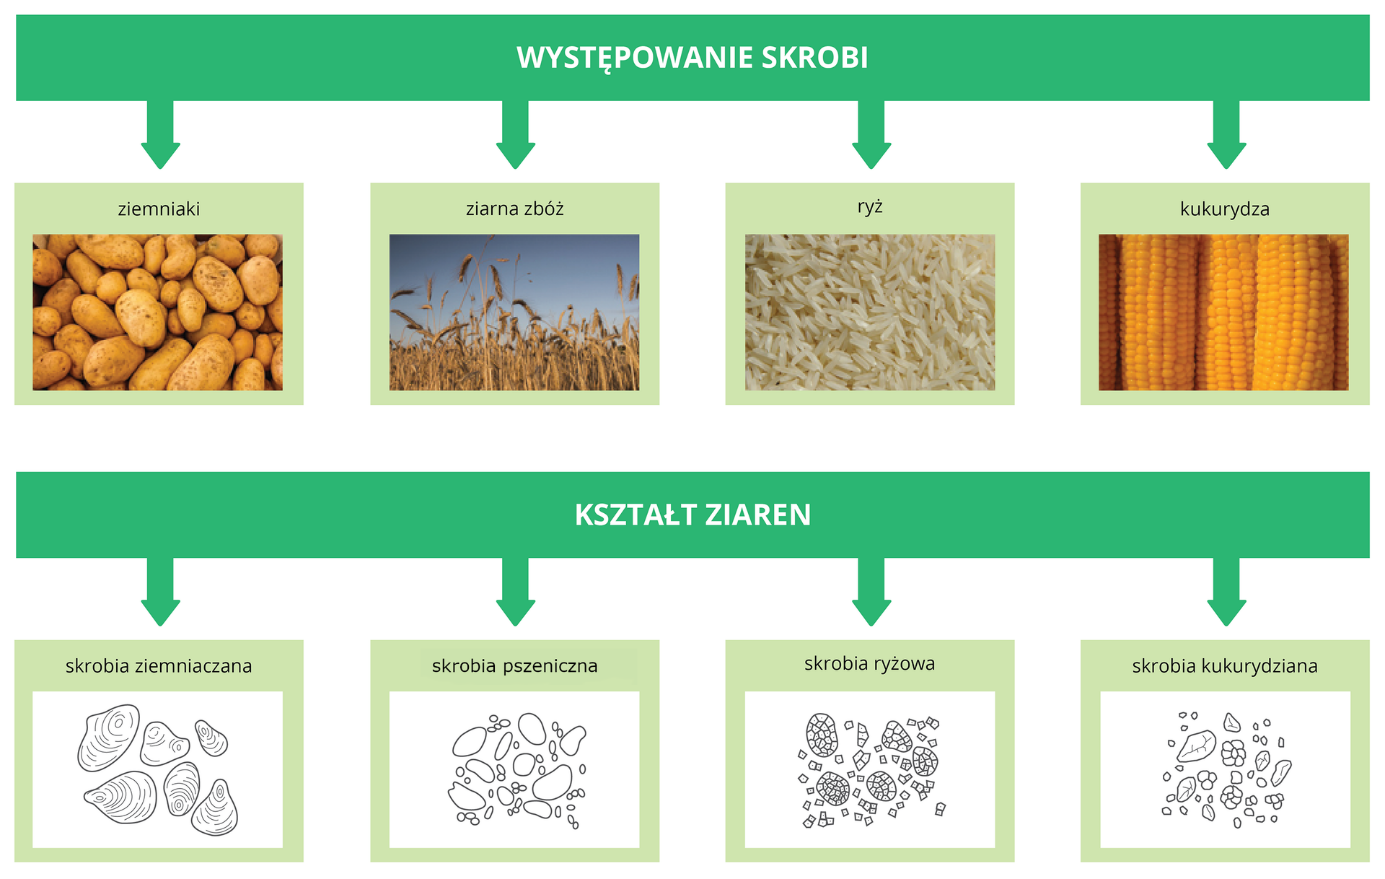 WYSTĘPOWANIE SKROBI
ziemniaki
ziarna zbóż
ryż
kukurydza
KSZTAŁT ZIAREN
skrobia ziemniaczana
skrobia pszeniczna
skrobia ryżowa
skrobia kukurydziana